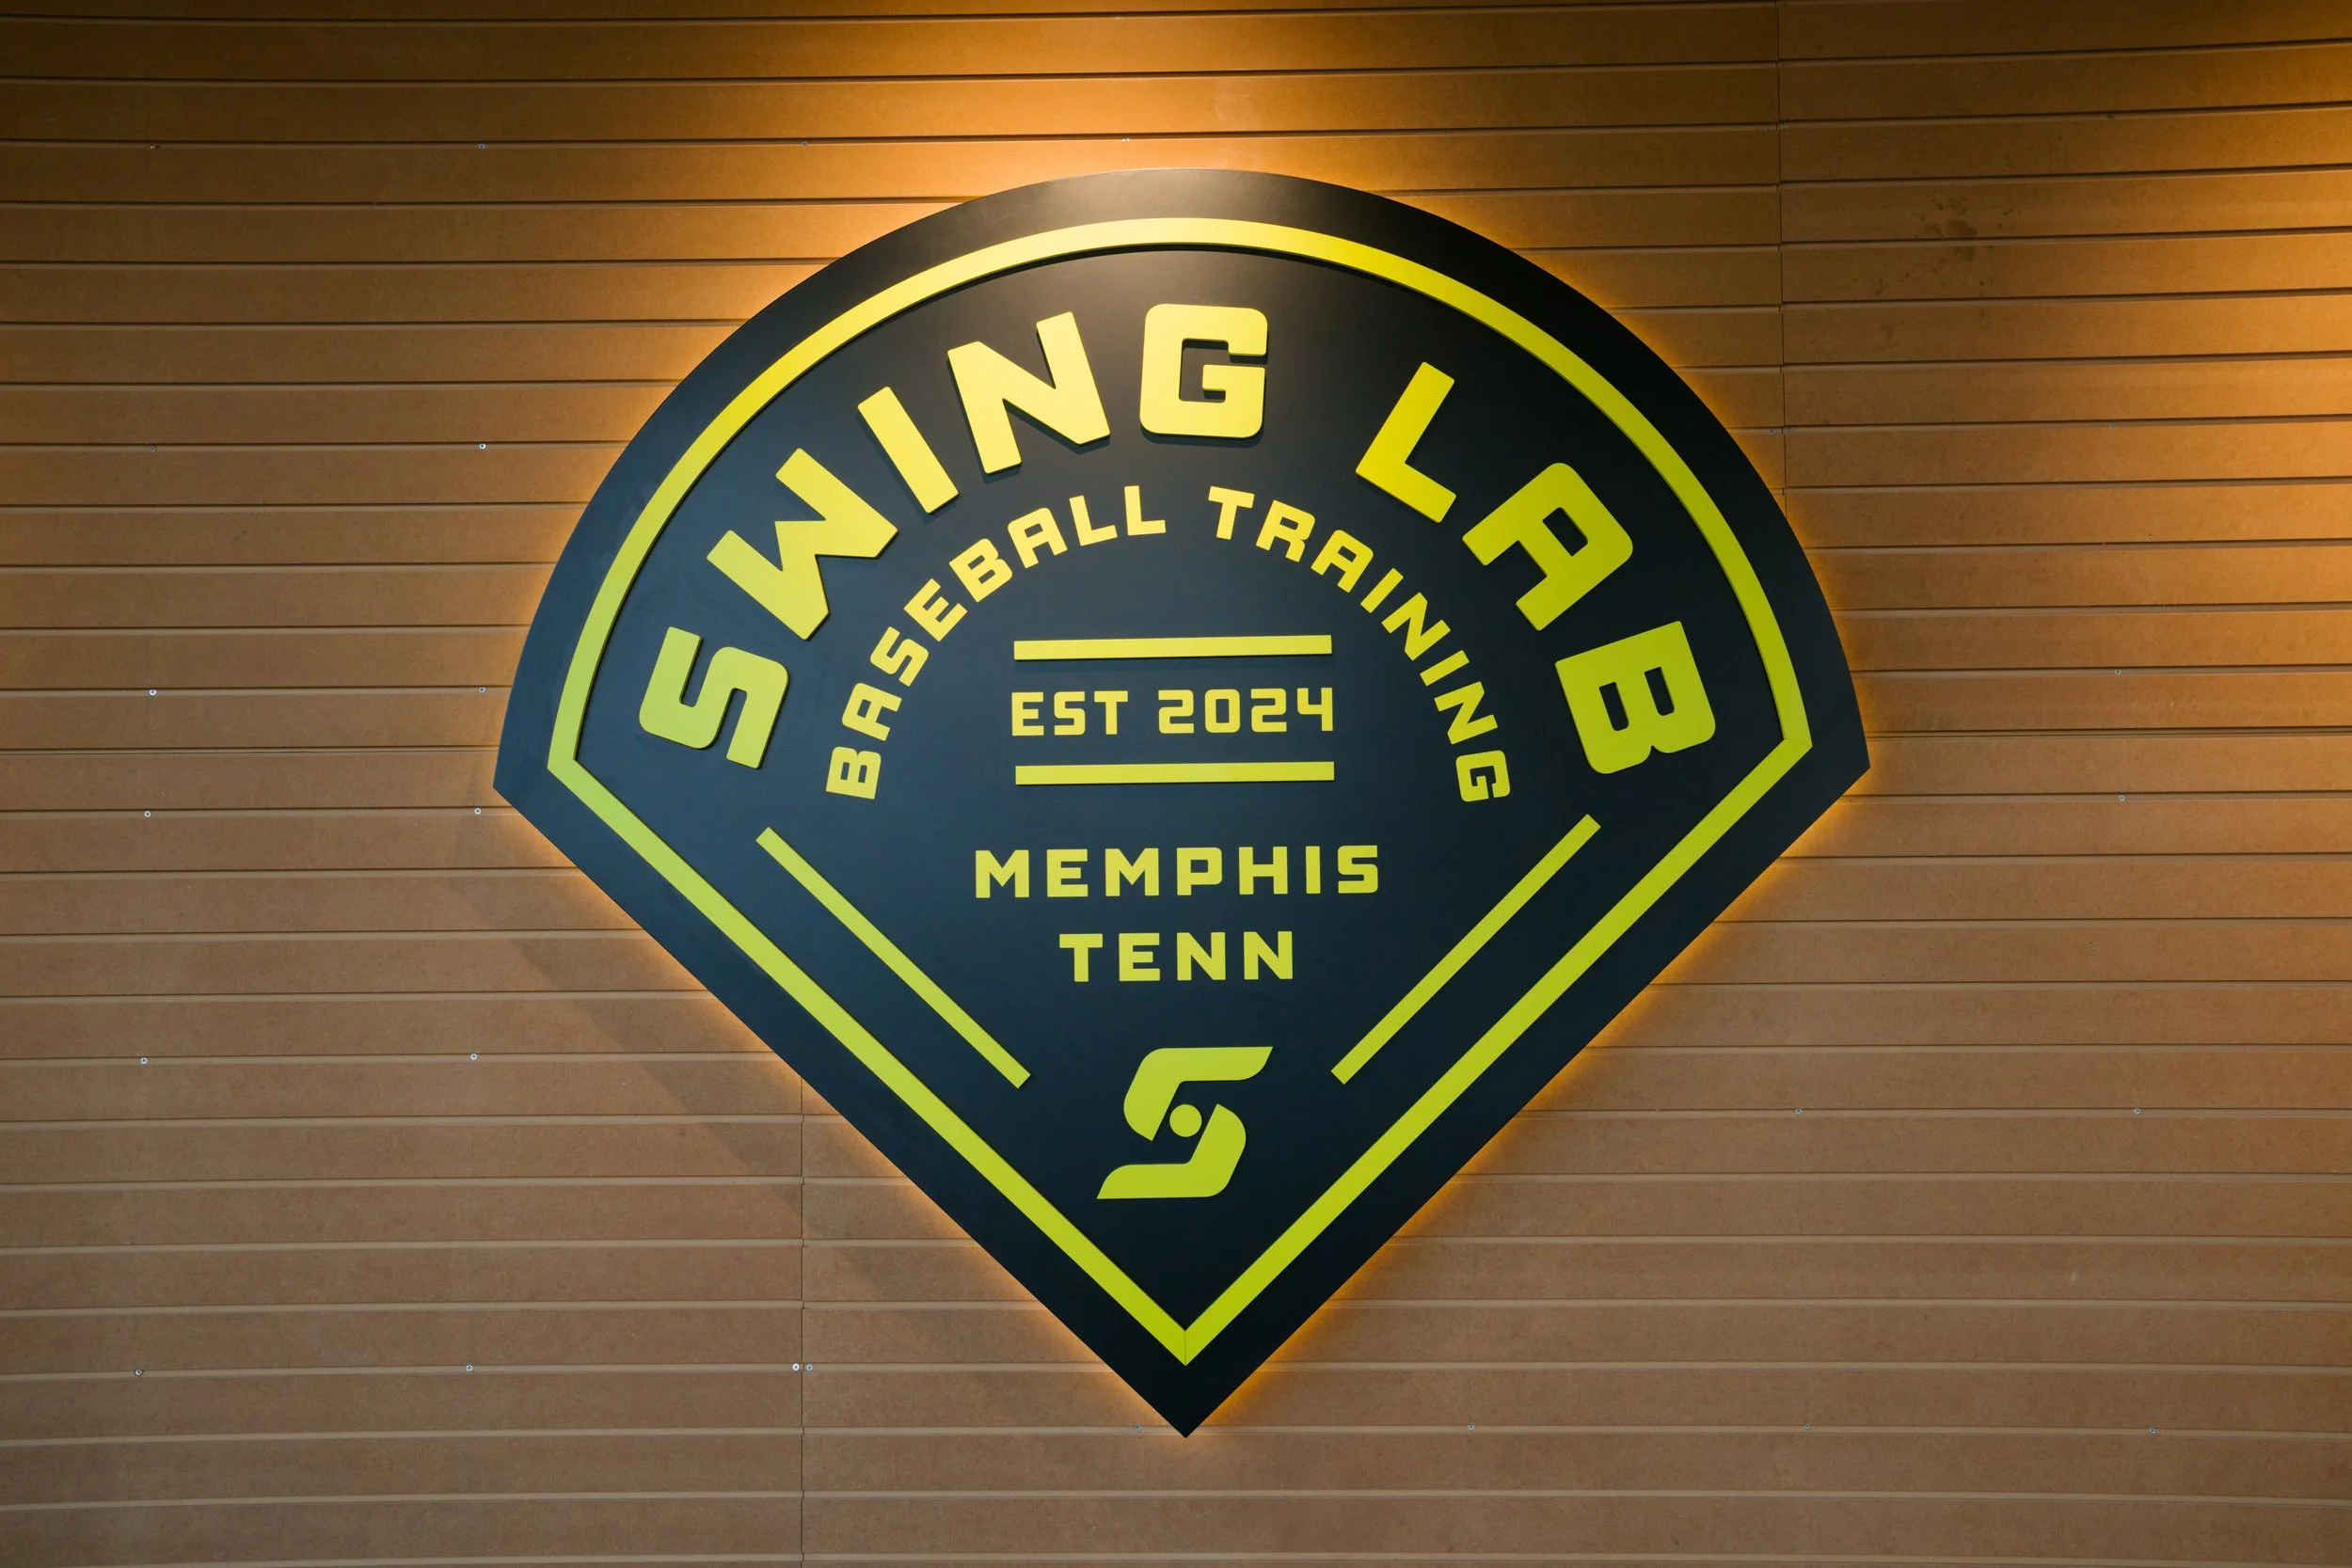 SWING LAB
BASEBALL TRAINING
EST 2024
MEMPHIS
TENN